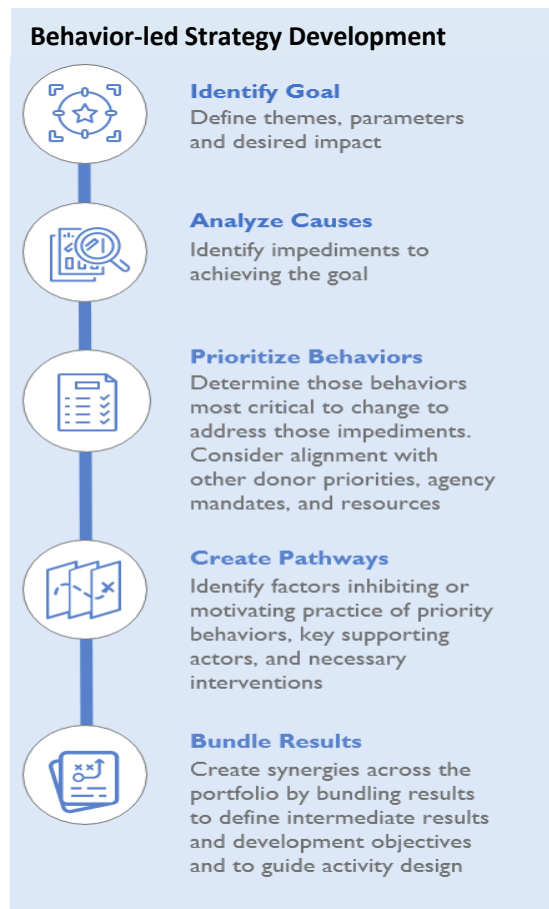 Behavior-led Strategy Development
Identify Goal
Define themes, parameters
and desired impact
Analyze Causes
Identify impediments to
achieving the goal
Prioritize Behaviors
Determine those behaviors
most critical to change to
address those impediments.
Consider alignment with
other donor priorities, agency
mandates, and resources
Create Pathways
Identify factors inhibiting or
motivating practice of priority
behaviors, key supporting
actors, and necessary
interventions
Bundle Results
Create synergies across the
portfolio by bundling results
to define intermediate results
and development objectives
and to guide activity design